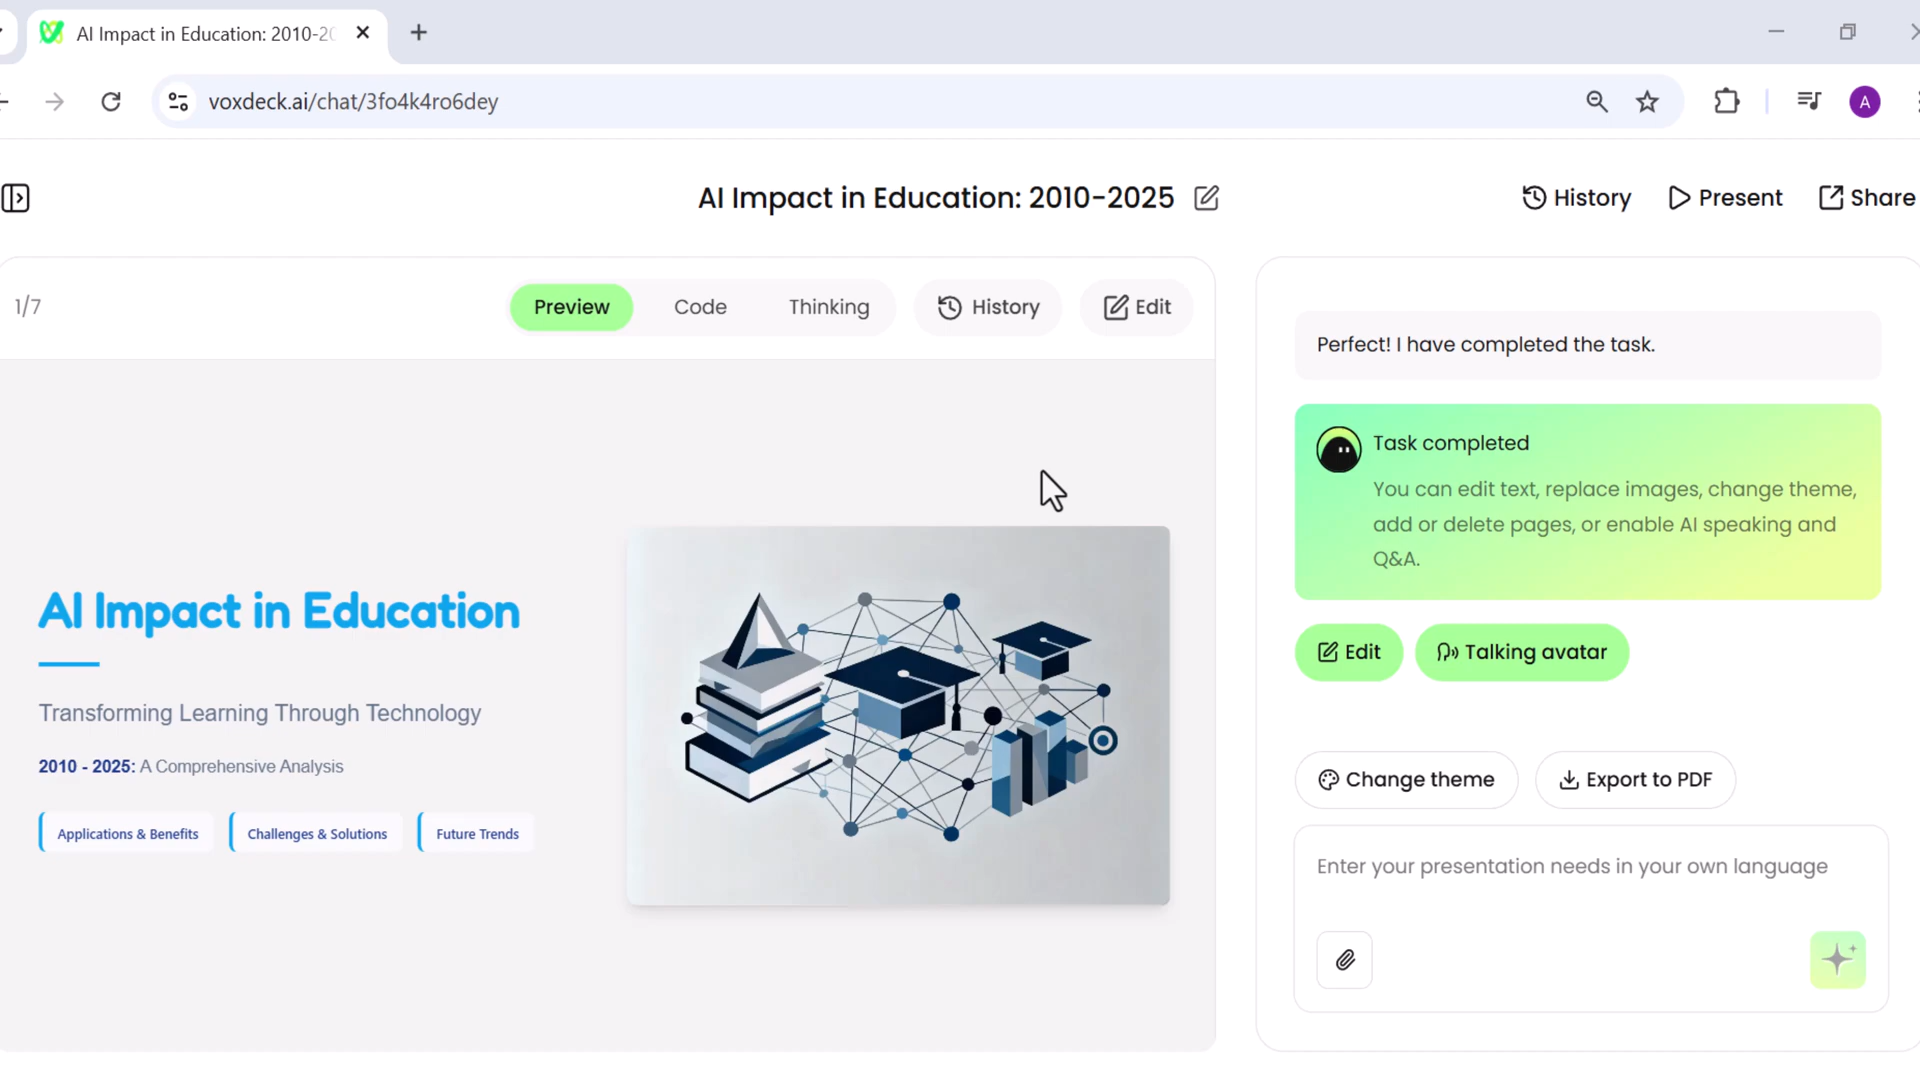 AI Impact in Education: 2010-20
voxdeck.ai/chat/3fo4k4ro6dey
A
AI Impact in Education: 2010-2025
History
Present
Share
1/7
Preview
Code
Thinking
History
Edit
AI Impact in Education
Transforming Learning Through Technology
2010 - 2025: A Comprehensive Analysis
Applications & Benefits
Challenges & Solutions
Future Trends
Perfect! I have completed the task.
Task completed
You can edit text, replace images, change theme,
add or delete pages, or enable AI speaking and
Q&A.
Edit
Talking avatar
Change theme
Export to PDF
Enter your presentation needs in your own language